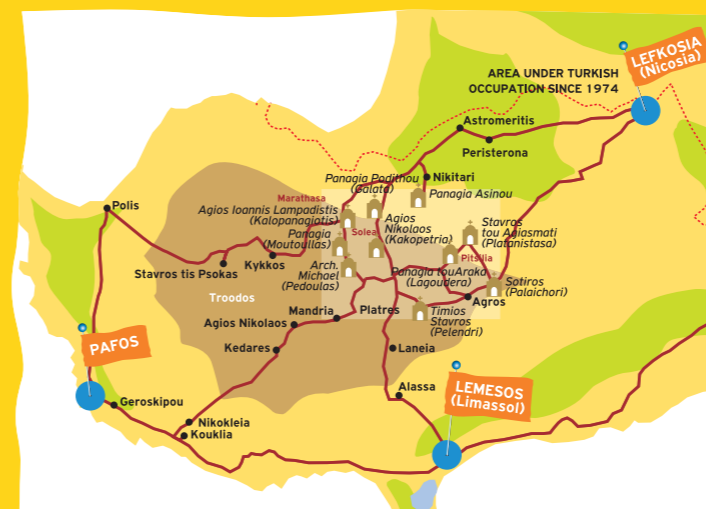 LEFKOSIA
(Nicosia)
AREA UNDER TURKISH
OCCUPATION SINCE 1974
Astromeritis
Peristerona
Panagia Podithou
(Galata)
Nikitari
Panagia Asinou
Marathasa
Agios Ioannis Lampadistis
(Kalopanagiotis)
Polis
Agios
Nikolaos
(Kakopetria)
Solea
Stavros
tou Agiasmati
(Platanistasa)
Panagia
(Moutoullas)
Pitsilia
Kykkos
Stavros tis Psokas
Arch.
Michael
(Pedoulas)
Panagia touAraka
(Lagoudera)
Sotiros
(Palaichori)
Troodos
Agros
Mandria
Platres
Timios
Stavros
(Pelendri)
Agios Nikolaos
PAFOS
Kedares
Laneia
Alassa
LEMESOS
(Limassol)
Geroskipou
Nikokleia
Kouklia